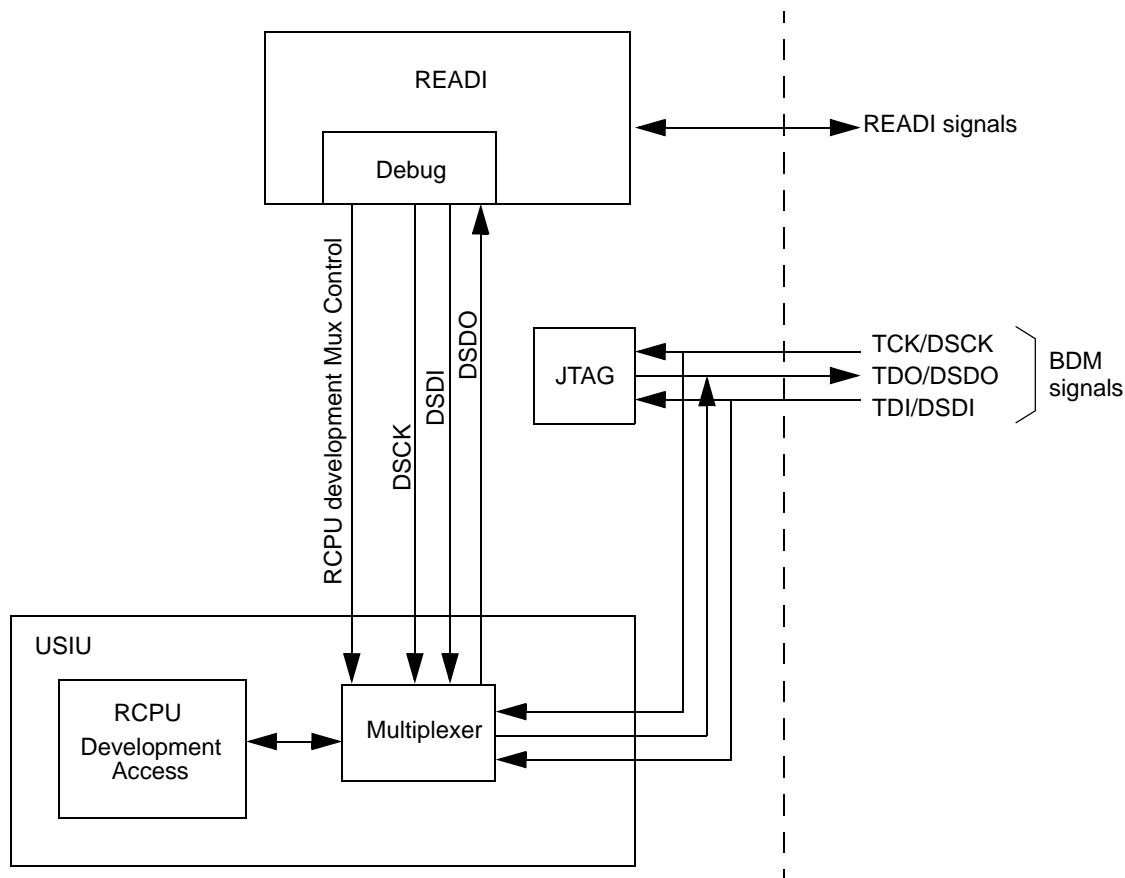 READI
READI signals
Debug
RCPU development Mux Control
DSCK
DSDI
DSDO
JTAG
TCK/DSCK
TDO/DSDO
TDI/DSDI
BDM
signals
USIU
RCPU
Development
Access
Multiplexer